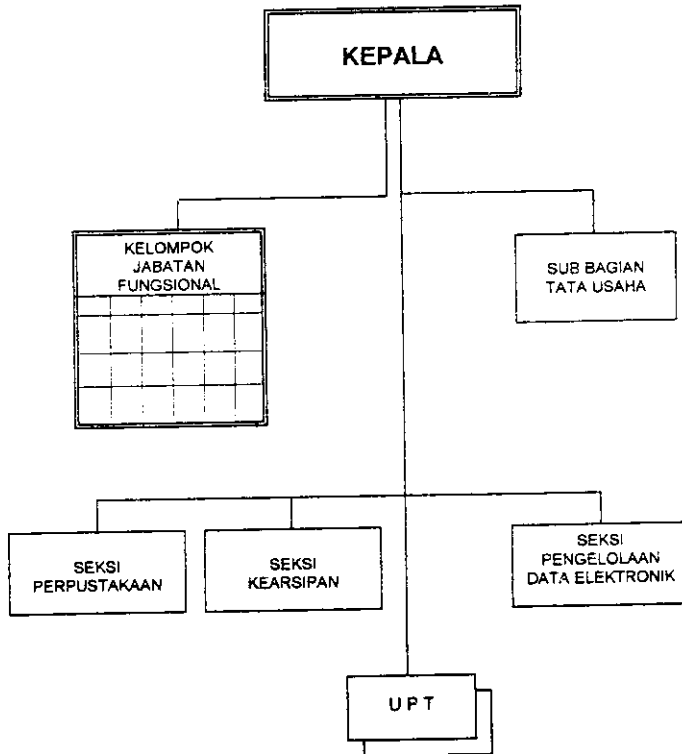 KEPALA
KELOMPOK
JABATAN
FUNGSIONAL
SUB BAGIAN
TATA USAHA
SEKSI
PERPUSTAKAAN
SEKSI
KEARSIPAN
SEKSI
PENGELOLAAN
DATA ELEKTRONIK
U P T